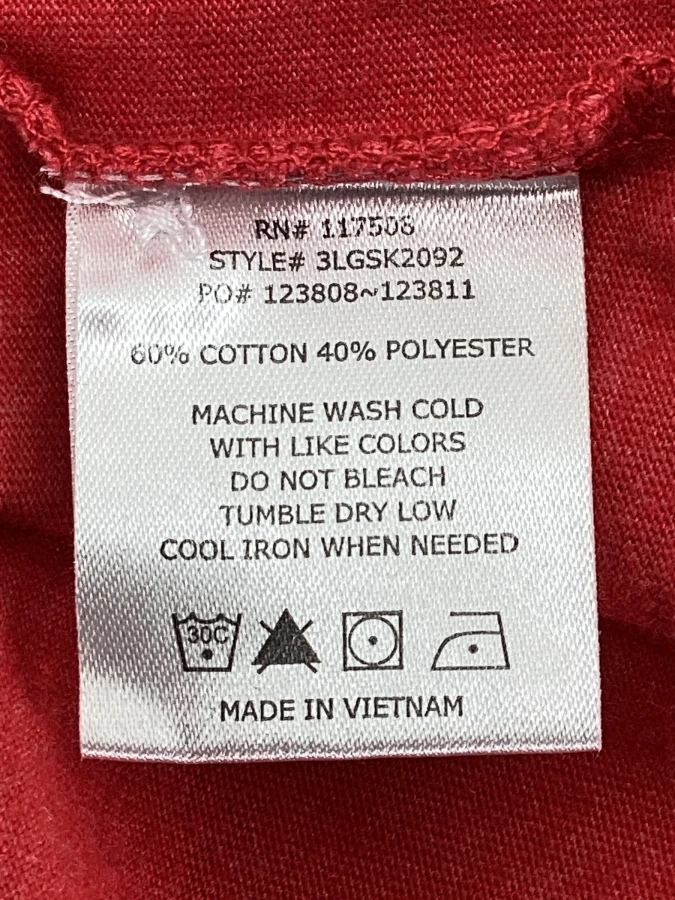 RN# 117508
STYLE# 3LGSK2092
PO# 123808~123811
60% COTTON 40% POLYESTER
MACHINE WASH COLD
WITH LIKE COLORS
DO NOT BLEACH
TUMBLE DRY LOW
COOL IRON WHEN NEEDED
30C
MADE IN VIETNAM